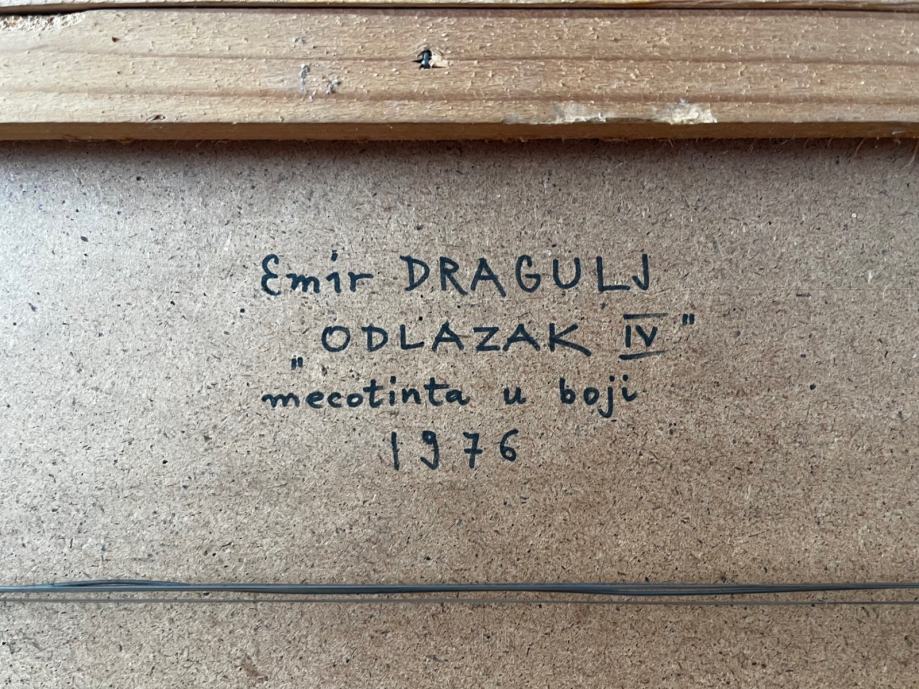 Emir DRAGULJ
„ODLAZAK IV"
mecotinta u boji
1976